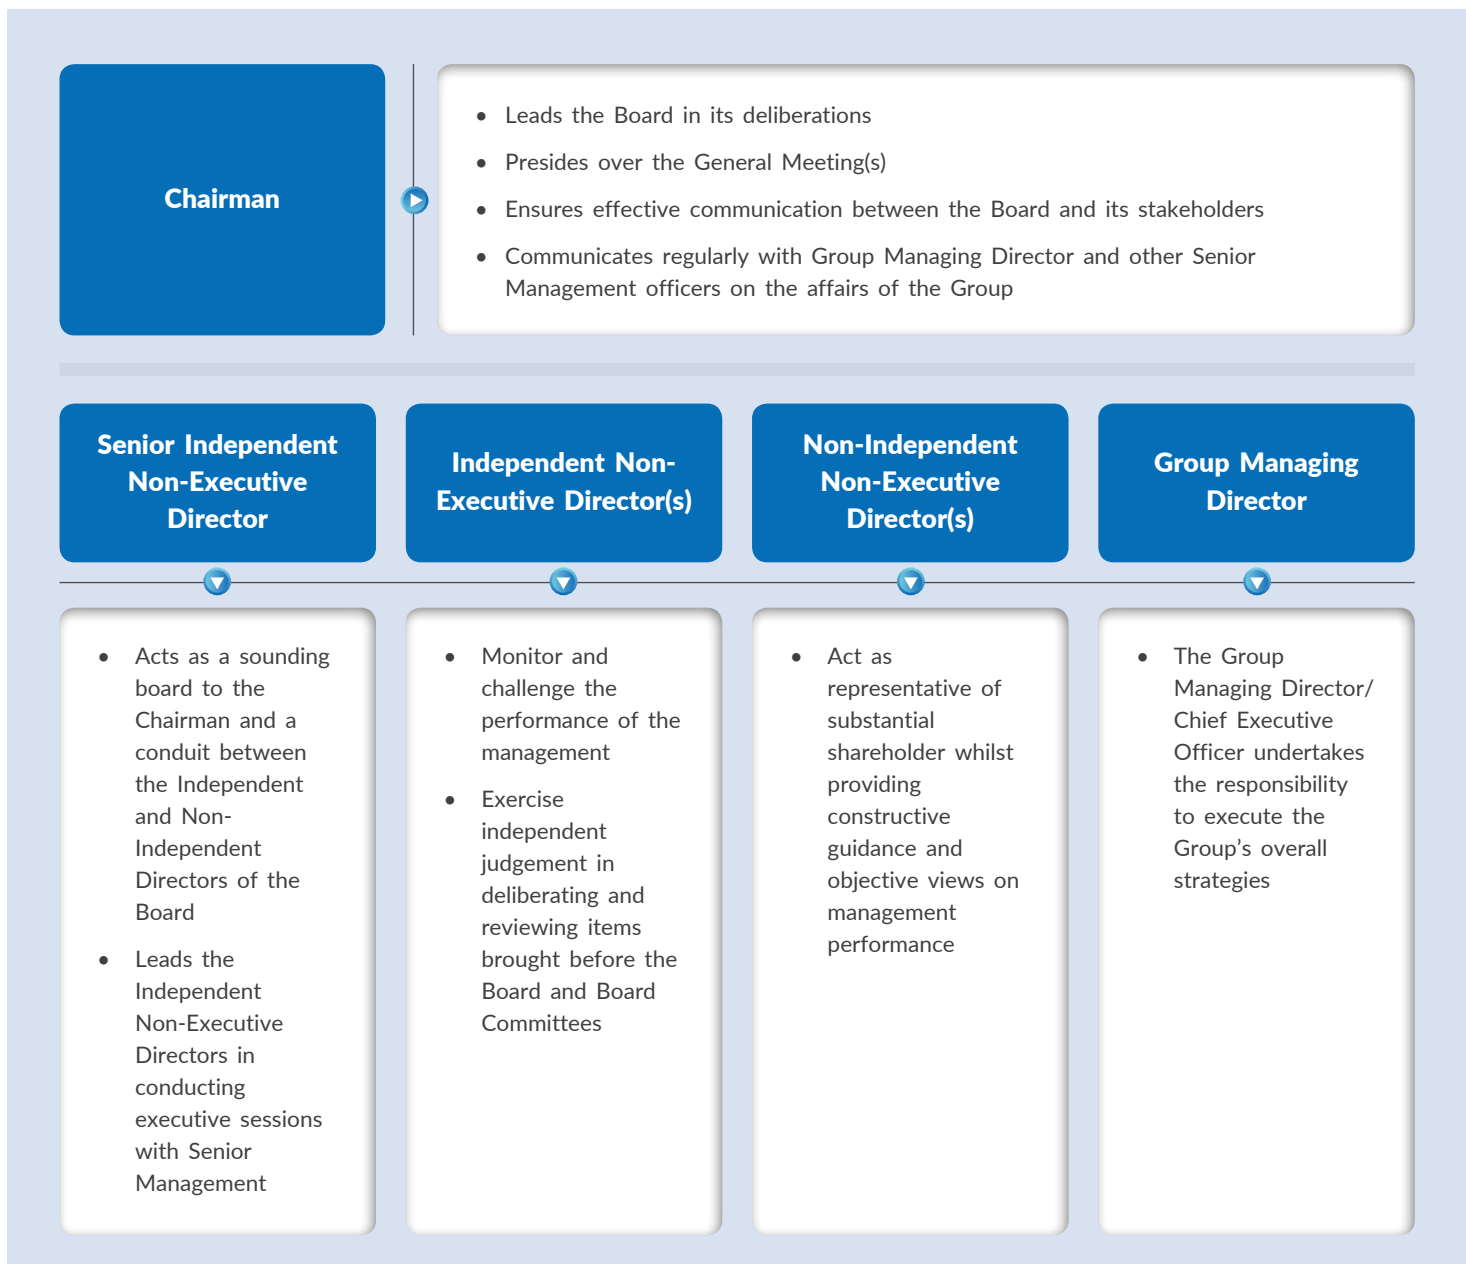 Chairman
• Leads the Board in its deliberations
• Presides over the General Meeting(s)
• Ensures effective communication between the Board and its stakeholders
• Communicates regularly with Group Managing Director and other Senior
Management officers on the affairs of the Group
Senior Independent
Non-Executive
Director
• Acts as a sounding
board to the
Chairman and a
conduit between
the Independent
and Non-
Independent
Directors of the
Board
• Leads the
Independent
Non-Executive
Directors in
conducting
executive sessions
with Senior
Management
Independent Non-
Executive Director(s)
• Monitor and
challenge the
performance of the
management
• Exercise
independent
judgement in
deliberating and
reviewing items
brought before the
Board and Board
Committees
Non-Independent
Non-Executive
Director(s)
• Act as
representative of
substantial
shareholder whilst
providing
constructive
guidance and
objective views on
management
performance
Group Managing
Director
• The Group
Managing Director/
Chief Executive
Officer undertakes
the responsibility
to execute the
Group's overall
strategies